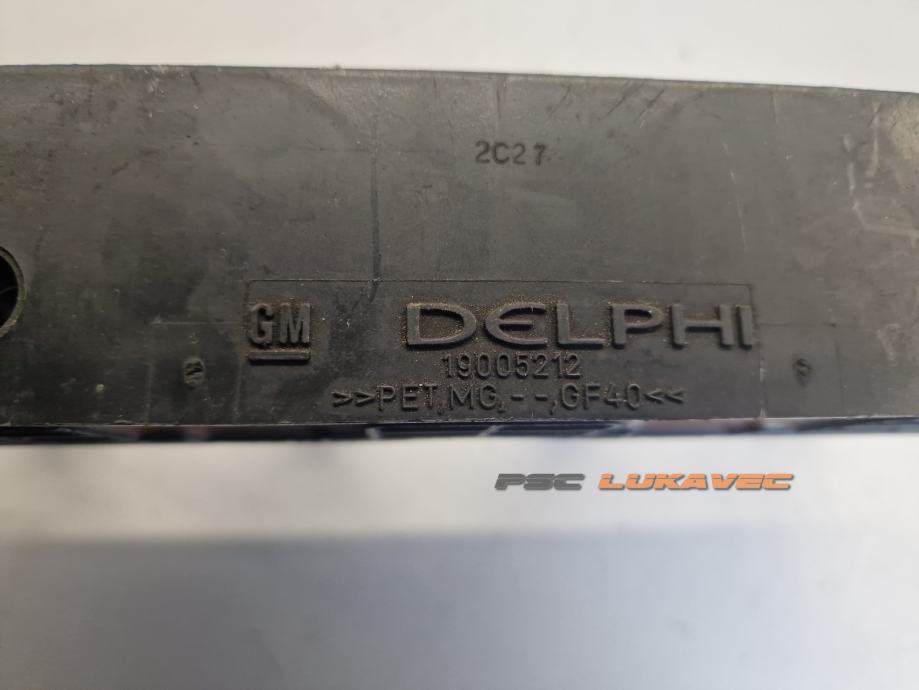 2C27
GM DELPHI
19005212
>>PET,MG,--,GF40<<
PSC LUKAVEC